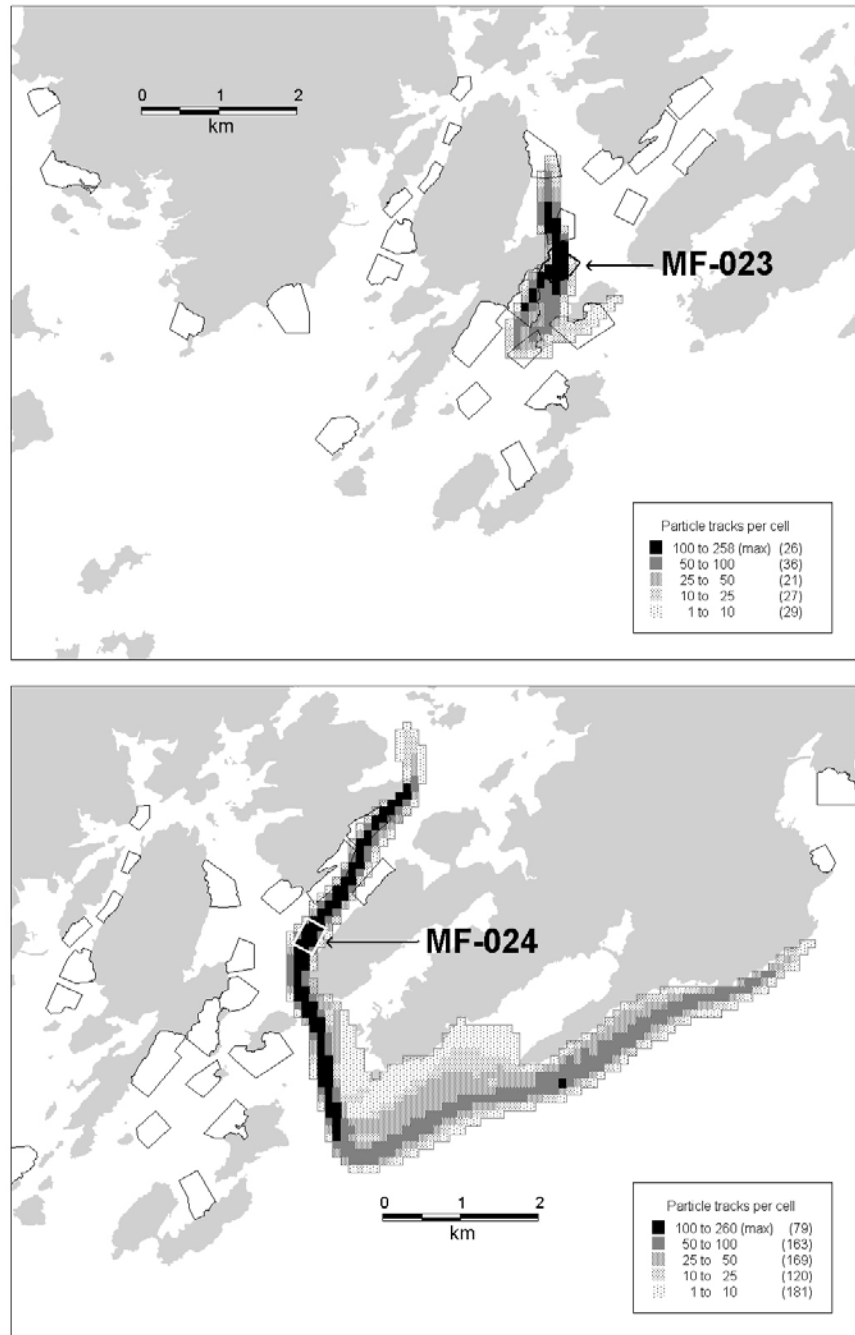 0 1 2
km
MF-023
Particle tracks per cell
100 to 258 (max) (26)
50 to 100 (36)
25 to 50 (21)
10 to 25 (27)
1 to 10 (29)
MF-024
0 1 2
km
Particle tracks per cell
100 to 260 (max) (79)
50 to 100 (163)
25 to 50 (169)
10 to 25 (120)
1 to 10 (181)